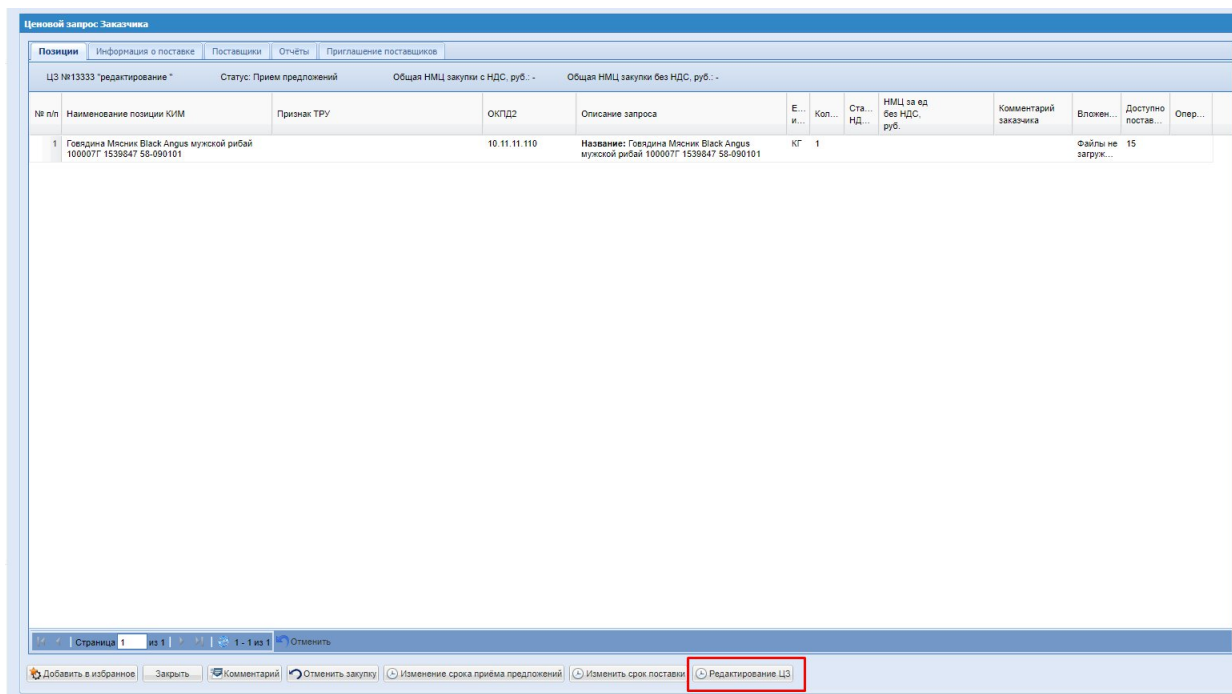 Ценовой запрос Заказчика
Позиции Информация о поставке Поставщики Отчёты Приглашение поставщиков
ЦЗ №13333 "редактирование " Статус: Прием предложений Общая НМЦ закупки с НДС, руб.: - Общая НМЦ закупки без НДС, руб.: -
№ п/п Наименование позиции КИМ Признак ТРУ ОКПД2 Описание запроса Е... и... Кол... Ста... НД... НМЦ за ед без НДС, руб. Комментарий заказчика Вложен... Доступно постав... Опер...
1 Говядина Мясник Black Angus мужской рибай 10.11.11.110 Название: Говядина Мясник Black Angus КГ 1 Файлы не 15
100007Г 1539847 58-090101 мужской рибай 100007Г 1539847 58-090101 загруж...
Страница 1 из 1 1 - 1 из 1 Отменить
Добавить в избранное Закрыть Комментарий Отменить закупку Изменение срока приёма предложений Изменить срок поставки Редактирование ЦЗ